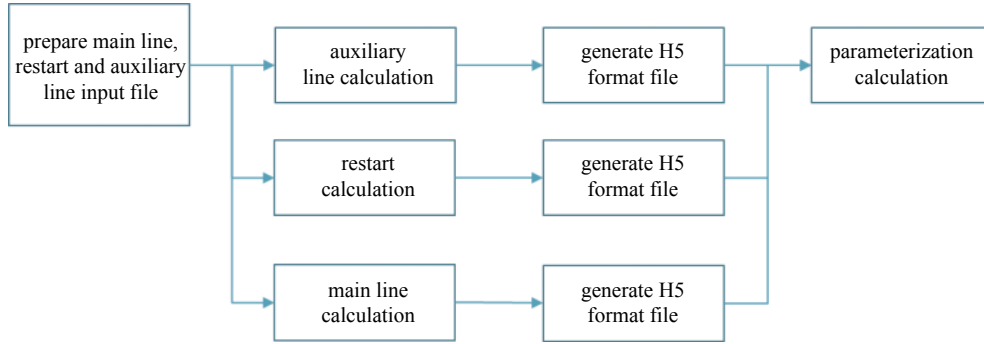 prepare main line,
restart and auxiliary
line input file
auxiliary
line calculation
generate H5
format file
parameterization
calculation
restart
calculation
generate H5
format file
main line
calculation
generate H5
format file